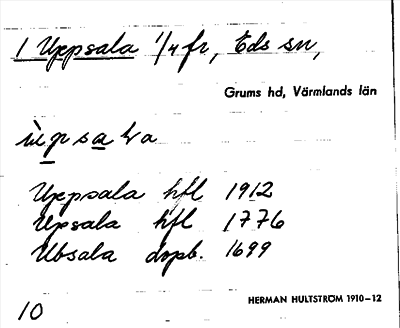 1 Uppsala 1/4 fr, Eds sn,
Grums hd, Värmlands län
Uppsala hfl 1912
Upsala hfl 1776
Ubsala dopb. 1699
10
HERMAN HULTSTRÖM 1910-12